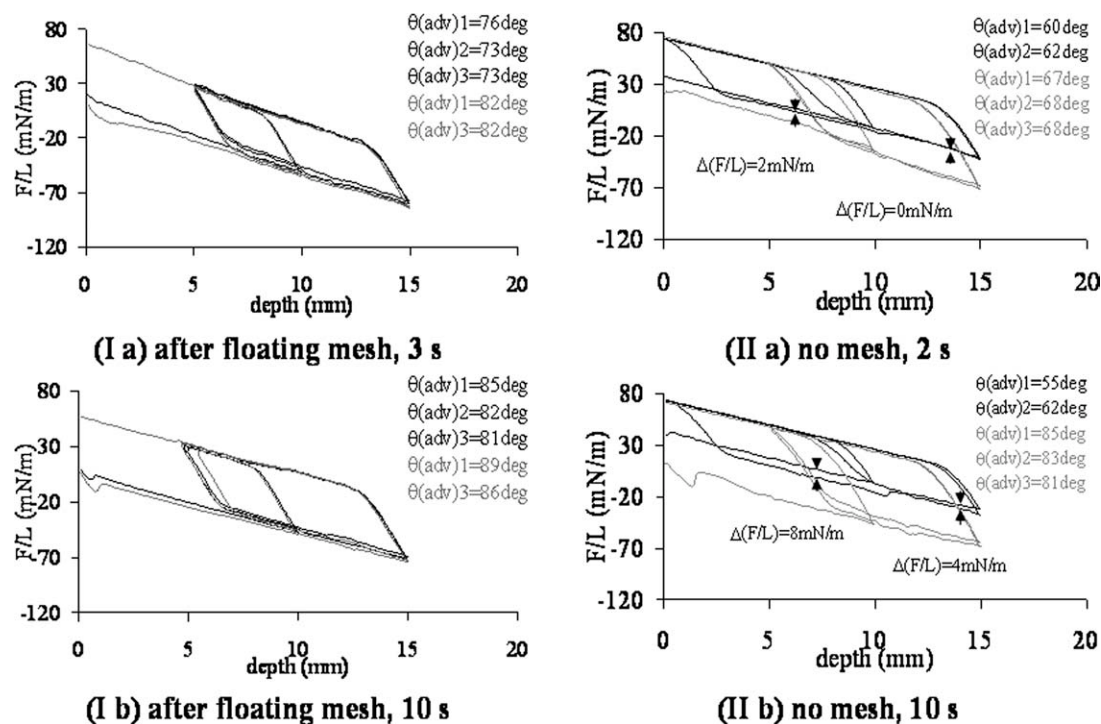 80
30
-20
-70
-120
F/L (mN/m)
0 5 10 15 20
depth (mm)
θ(adv)1=76deg
θ(adv)2=73deg
θ(adv)3=73deg
θ(adv)1=82deg
θ(adv)3=82deg
(I a) after floating mesh, 3 s
80
30
-20
-70
-120
F/L (mN/m)
0 5 10 15 20
depth (mm)
θ(adv)1=60deg
θ(adv)2=62deg
θ(adv)1=67deg
θ(adv)2=68deg
θ(adv)3=68deg
Δ(F/L)=2mN/m
Δ(F/L)=0mN/m
(II a) no mesh, 2 s
80
30
-20
-70
-120
F/L (mN/m)
0 5 10 15 20
depth (mm)
θ(adv)1=85deg
θ(adv)2=82deg
θ(adv)3=81deg
θ(adv)1=89deg
θ(adv)3=86deg
(I b) after floating mesh, 10 s
80
30
-20
-70
-120
F/L (mN/m)
0 5 10 15 20
depth (mm)
θ(adv)1=55deg
θ(adv)2=62deg
θ(adv)1=85deg
θ(adv)2=83deg
θ(adv)3=81deg
Δ(F/L)=8mN/m
Δ(F/L)=4mN/m
(II b) no mesh, 10 s